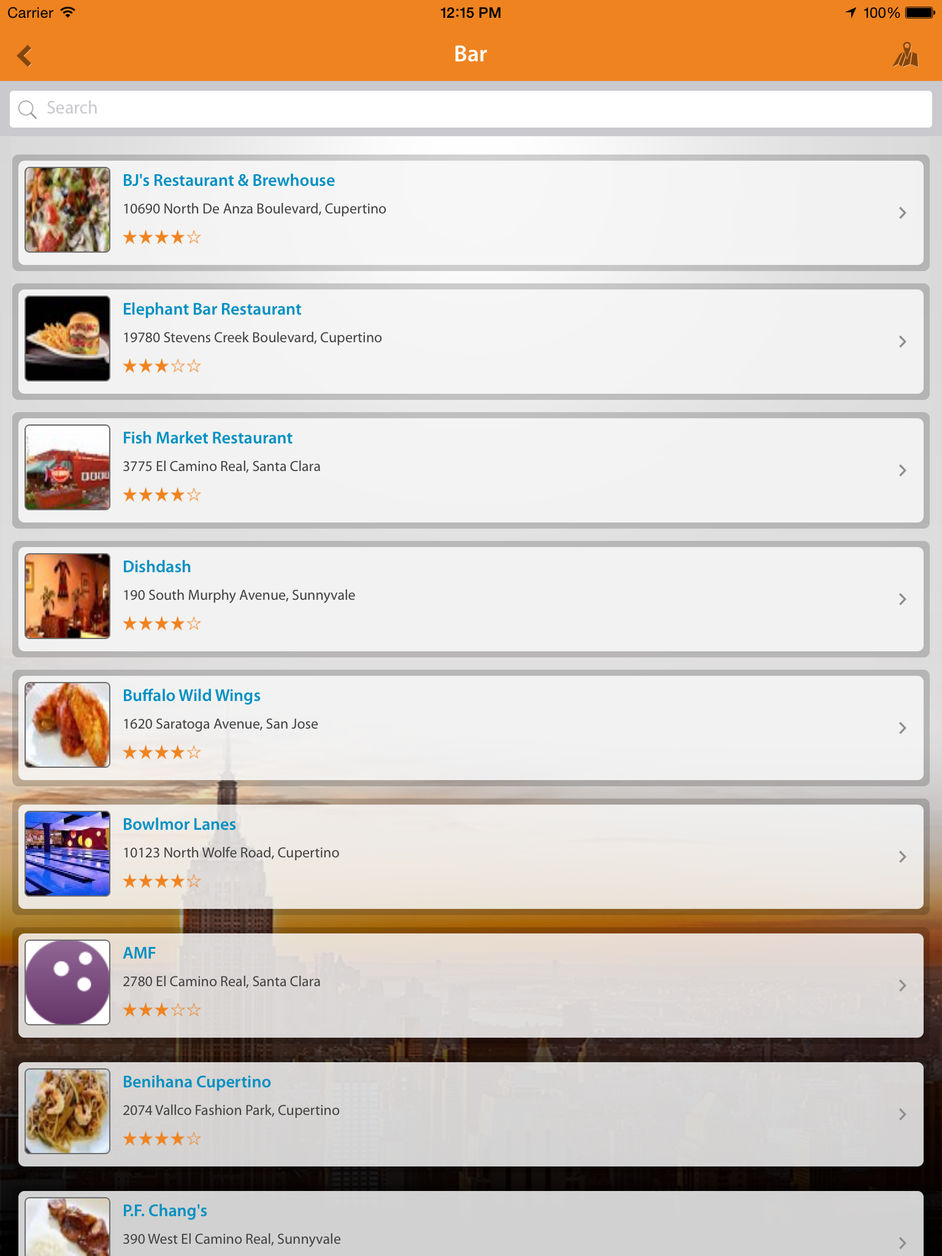 Carrier 12:15 PM 100%
Bar
Search
BJ's Restaurant & Brewhouse
10690 North De Anza Boulevard, Cupertino
Elephant Bar Restaurant
19780 Stevens Creek Boulevard, Cupertino
Fish Market Restaurant
3775 El Camino Real, Santa Clara
Dishdash
190 South Murphy Avenue, Sunnyvale
Buffalo Wild Wings
1620 Saratoga Avenue, San Jose
Bowlmor Lanes
10123 North Wolfe Road, Cupertino
AMF
2780 El Camino Real, Santa Clara
Benihana Cupertino
2074 Vallco Fashion Park, Cupertino
P.F. Chang's
390 West El Camino Real, Sunnyvale